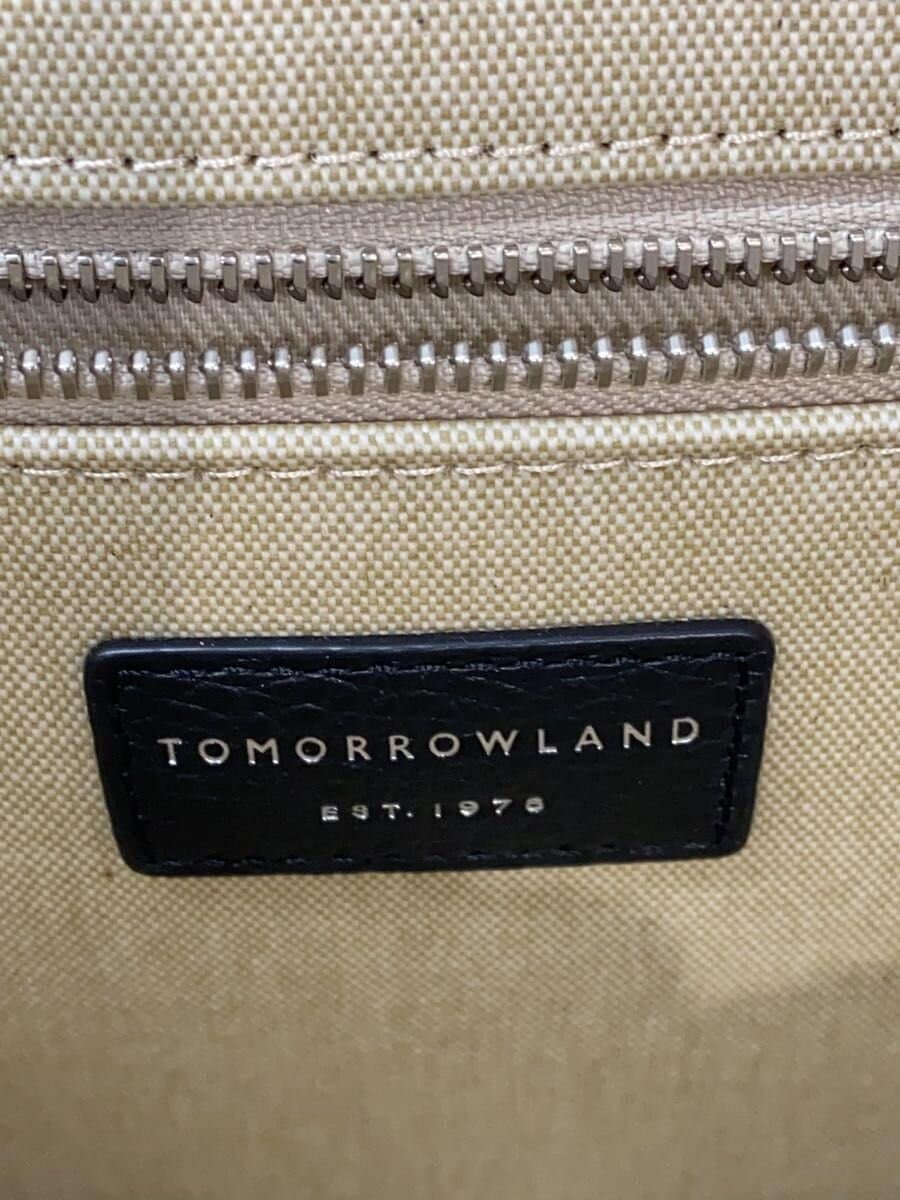 TOMORROWLAND
EST. 1978